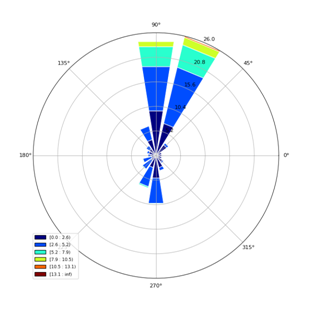 90°
26.0
45°
135°
20.8
15.6
10.4
180°
0°
[0.0 : 2.6)
[2.6 : 5.2)
[5.2 : 7.9)
[7.9 : 10.5)
[10.5 : 13.1)
[13.1 : inf)
315°
270°